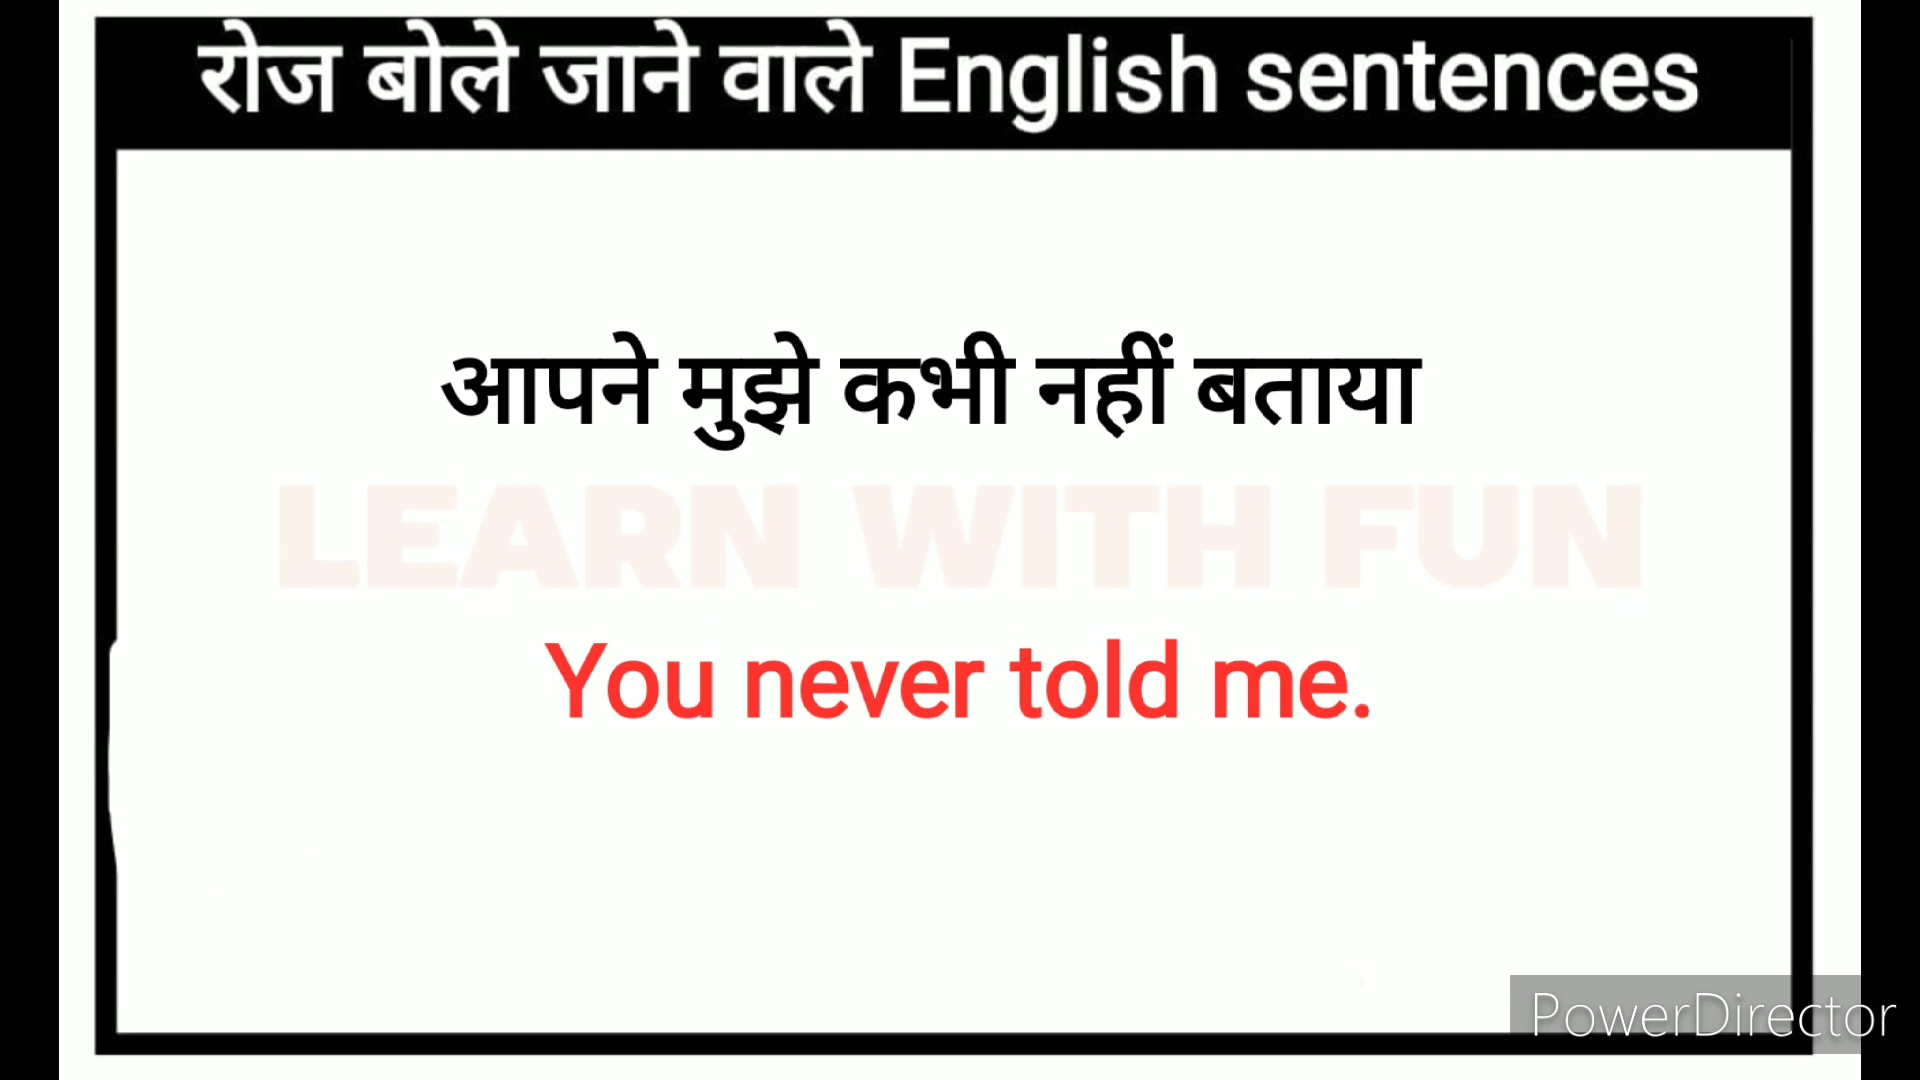 रोज बोले जाने वाले English sentences
आपने मुझे कभी नहीं बताया
LEARN WITH FUN
You never told me.
PowerDirector